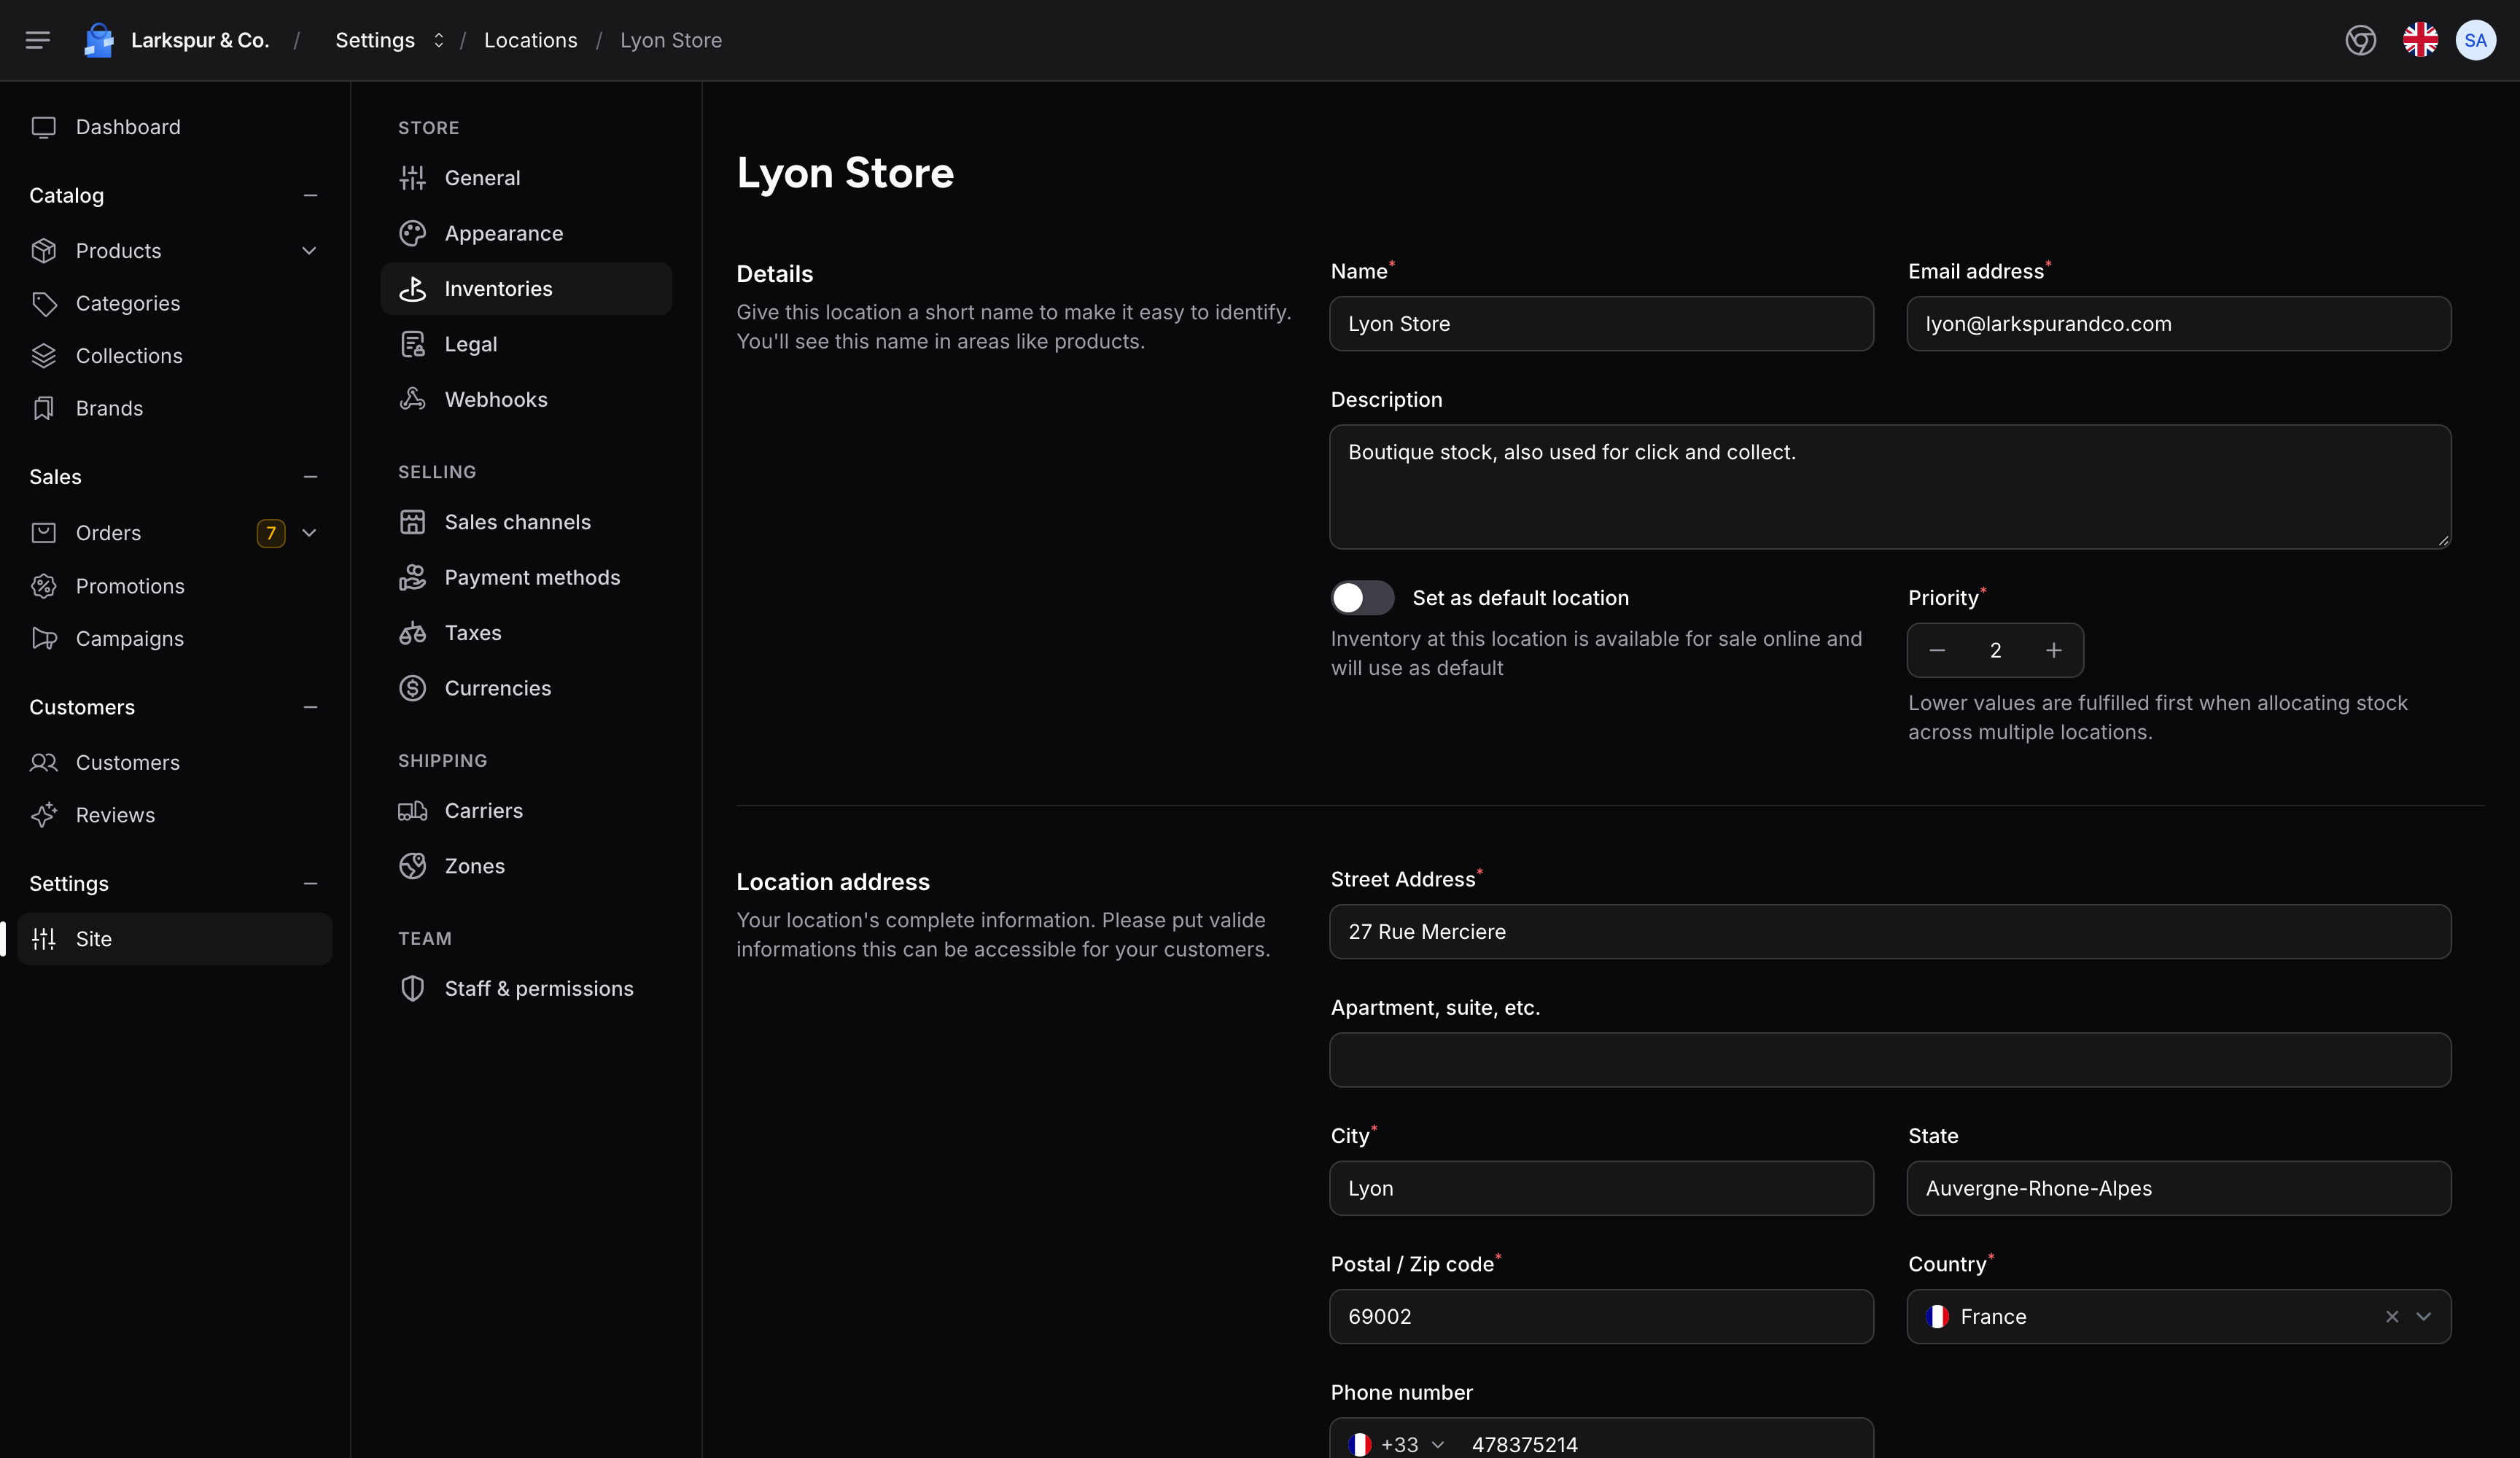 Larkspur & Co. / Settings / Locations / Lyon Store
SA
Dashboard
Catalog
Products
Categories
Collections
Brands
Sales
Orders 7
Promotions
Campaigns
Customers
Customers
Reviews
Settings
Site
STORE
General
Appearance
Inventories
Legal
Webhooks
SELLING
Sales channels
Payment methods
Taxes
Currencies
SHIPPING
Carriers
Zones
TEAM
Staff & permissions
Lyon Store
Details
Give this location a short name to make it easy to identify.
You'll see this name in areas like products.
Name*
Lyon Store
Email address*
lyon@larkspurandco.com
Description
Boutique stock, also used for click and collect.
Set as default location
Inventory at this location is available for sale online and
will use as default
Priority*
2
Lower values are fulfilled first when allocating stock
across multiple locations.
Location address
Your location's complete information. Please put valide
informations this can be accessible for your customers.
Street Address*
27 Rue Merciere
Apartment, suite, etc.
City*
Lyon
State
Auvergne-Rhone-Alpes
Postal / Zip code*
69002
Country*
France
Phone number
+33 478375214